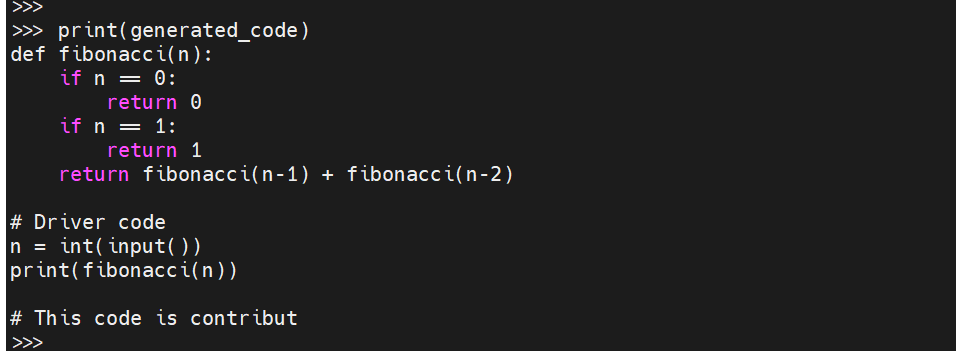 >>>
>>> print(generated_code)
def fibonacci(n):
    if n == 0:
        return 0
    if n == 1:
        return 1
    return fibonacci(n-1) + fibonacci(n-2)

# Driver code
n = int(input())
print(fibonacci(n))

# This code is contribut
>>>